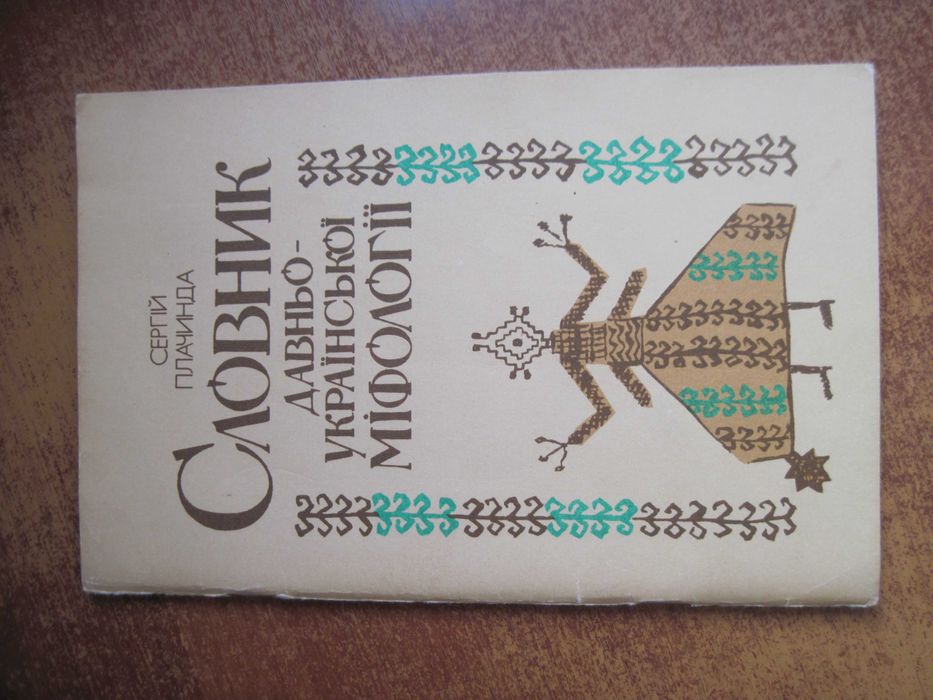 СЕРГІЙ
ПЛАЧИНДА
СЛОВНИК
ДАВНЬО-
УКРАЇНСЬКОЇ
МІФОЛОГІЇ